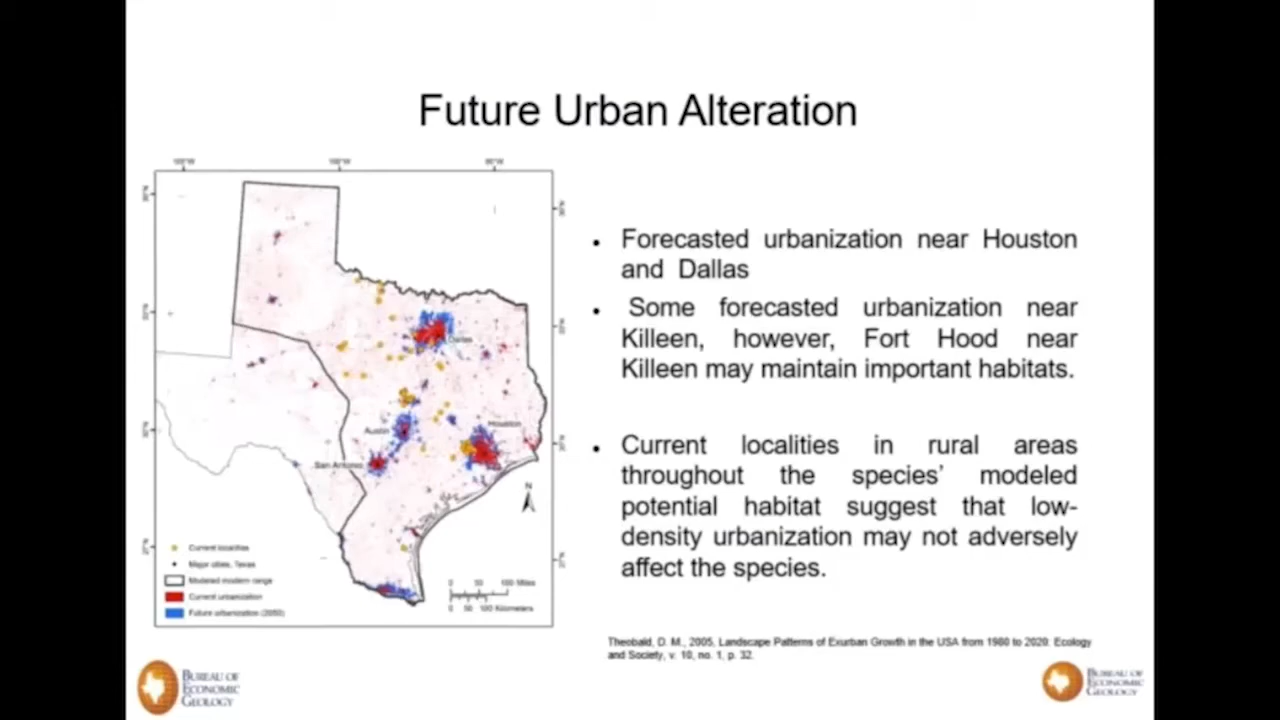 Future Urban Alteration
Forecasted urbanization near Houston
and Dallas
Some forecasted urbanization near
Killeen, however, Fort Hood near
Killeen may maintain important habitats.
Current localities in rural areas
throughout the species’ modeled
potential habitat suggest that low-
density urbanization may not adversely
affect the species.
Dallas
Austin
Houston
San Antonio
N
Current localities
Major cities, Texas
Modeled modern range
Current urbanization
Future urbanization (2050)
0 50 100 Miles
0 50 100 Kilometers
Theobald, D. M., 2005, Landscape Patterns of Exurban Growth in the USA from 1980 to 2020: Ecology
and Society, v. 10, no. 1, p. 32.
BUREAU OF
ECONOMIC
GEOLOGY
BUREAU OF
ECONOMIC
GEOLOGY